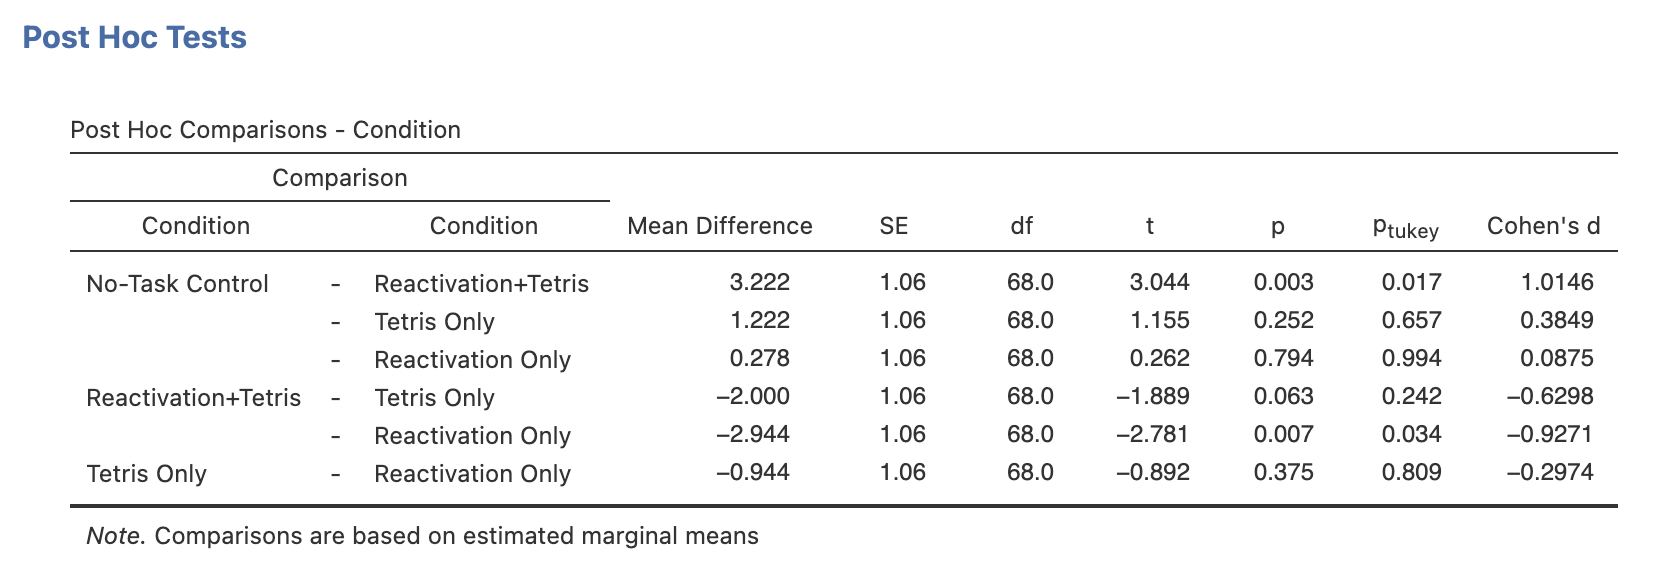 Post Hoc Tests
Post Hoc Comparisons - Condition
Comparison
Condition Condition Mean Difference SE df t p ptukey Cohen's d
No-Task Control - Reactivation+Tetris 3.222 1.06 68.0 3.044 0.003 0.017 1.0146
- Tetris Only 1.222 1.06 68.0 1.155 0.252 0.657 0.3849
- Reactivation Only 0.278 1.06 68.0 0.262 0.794 0.994 0.0875
Reactivation+Tetris - Tetris Only −2.000 1.06 68.0 −1.889 0.063 0.242 −0.6298
- Reactivation Only −2.944 1.06 68.0 −2.781 0.007 0.034 −0.9271
Tetris Only - Reactivation Only −0.944 1.06 68.0 −0.892 0.375 0.809 −0.2974
Note. Comparisons are based on estimated marginal means